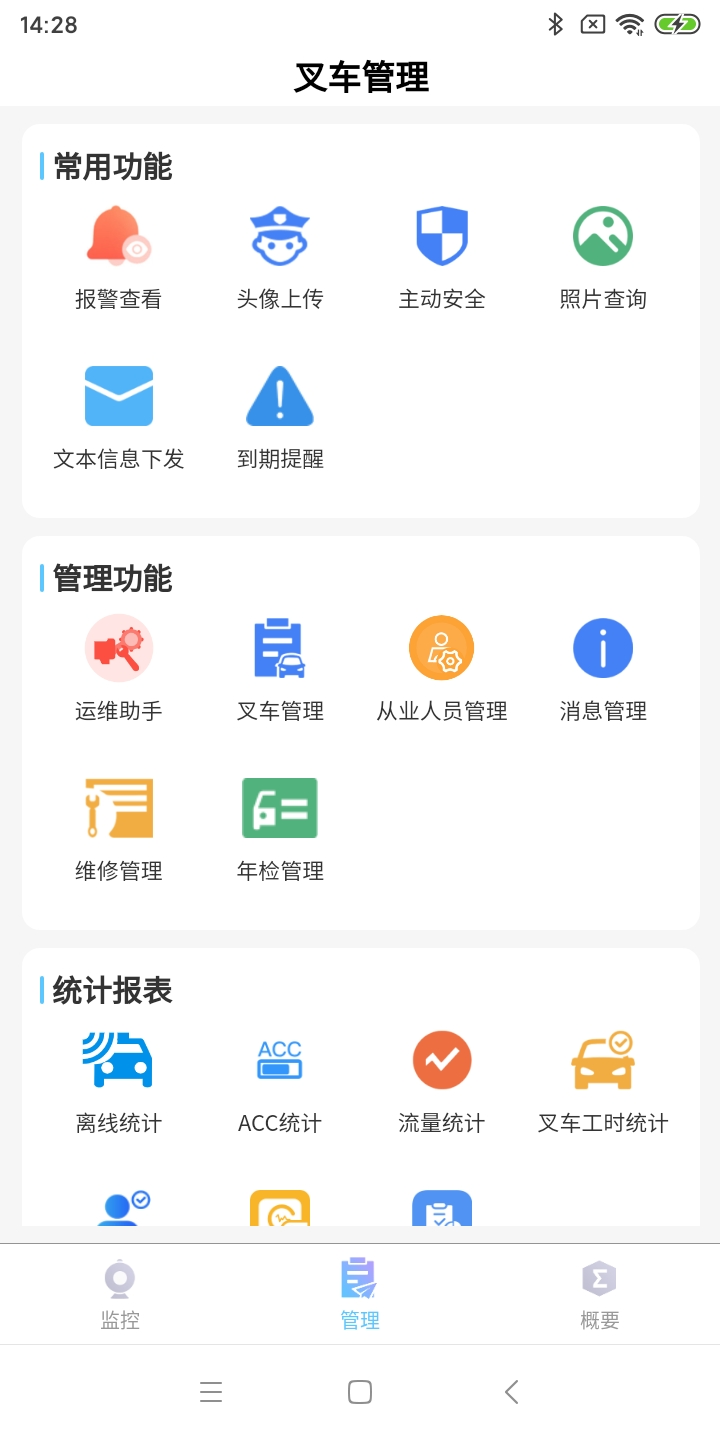 14:28
叉车管理
常用功能
报警查看
头像上传
主动安全
照片查询
文本信息下发
到期提醒
管理功能
运维助手
叉车管理
从业人员管理
消息管理
维修管理
年检管理
统计报表
ACC
离线统计
ACC统计
流量统计
叉车工时统计
监控
管理
概要